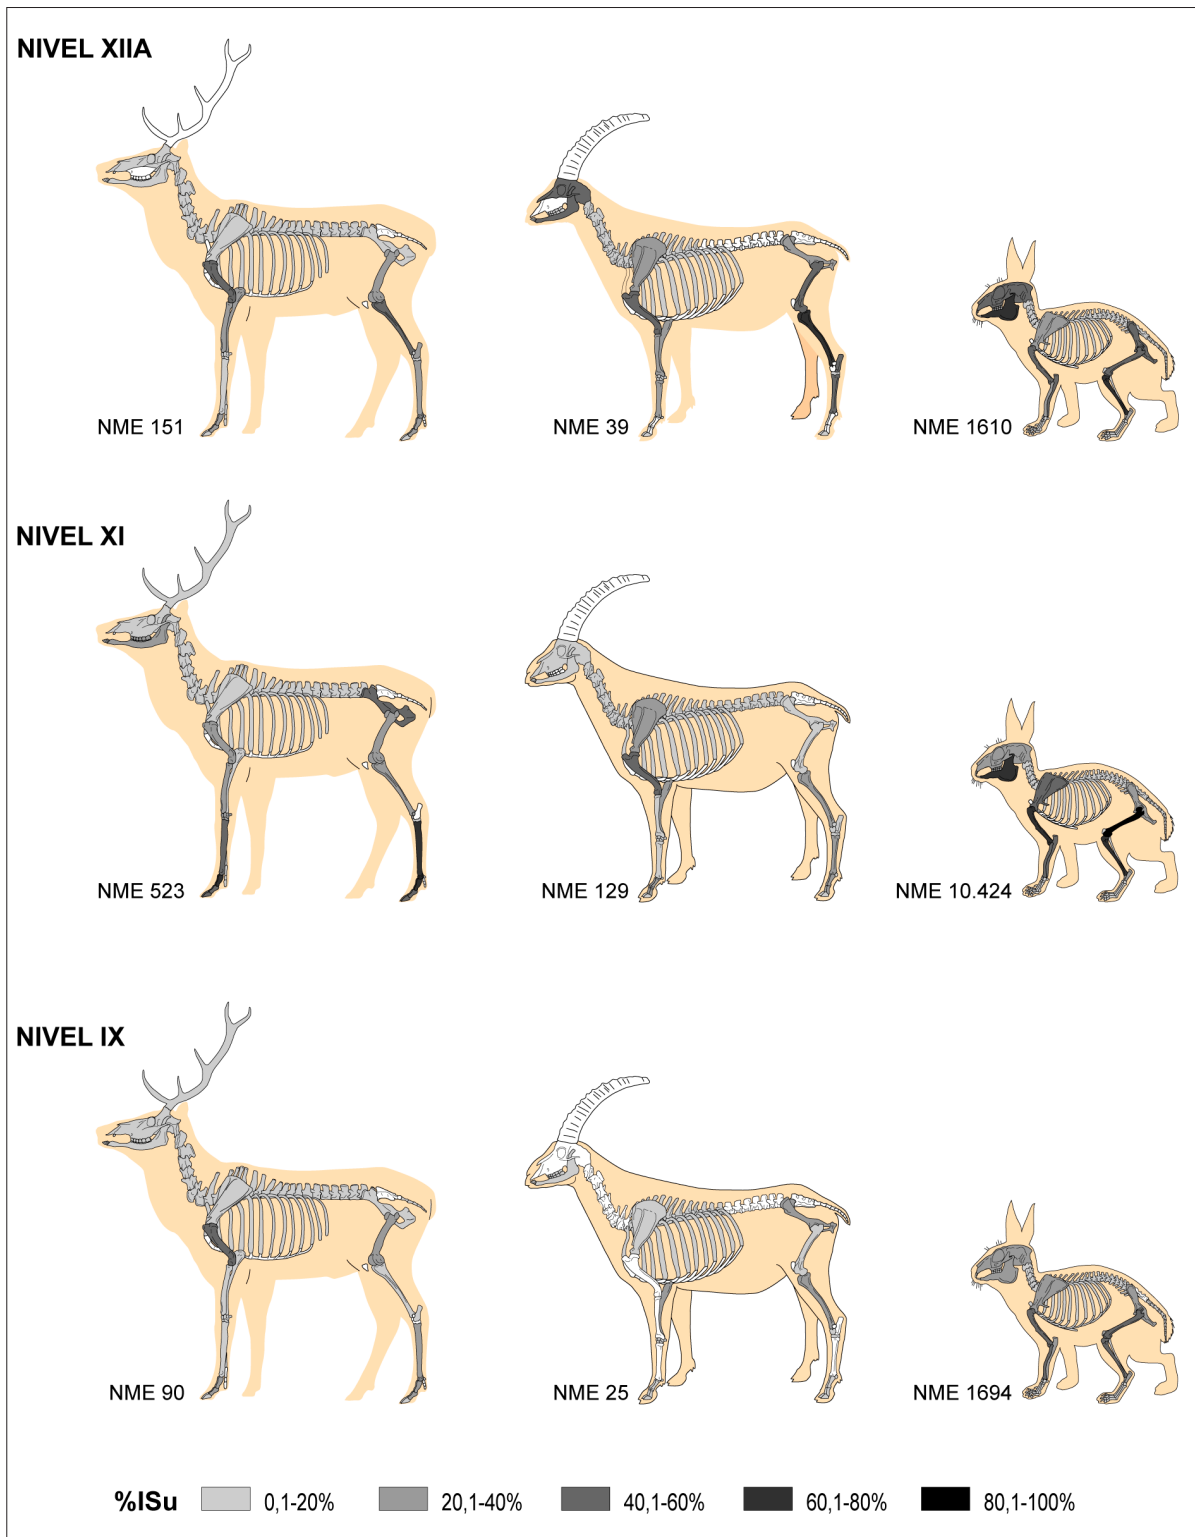 NIVEL XIIA
NME 151
NME 39
NME 1610
NIVEL XI
NME 523
NME 129
NME 10.424
NIVEL IX
NME 90
NME 25
NME 1694
%ISu 0,1-20% 20,1-40% 40,1-60% 60,1-80% 80,1-100%